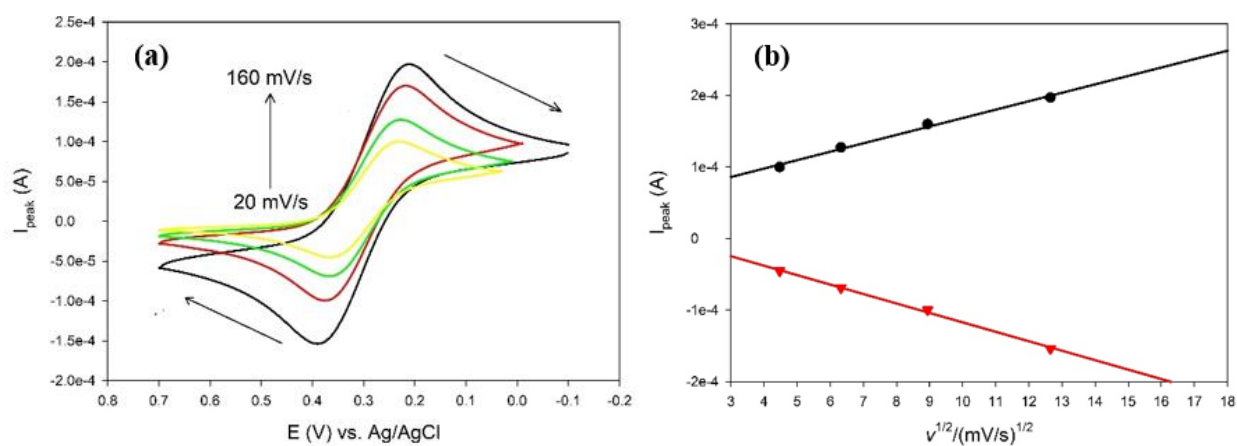 (a)
2.5e-4
2.0e-4
1.5e-4
1.0e-4
5.0e-5
0.0
-5.0e-5
-1.0e-4
-1.5e-4
-2.0e-4
I_peak (A)
160 mV/s
20 mV/s
0.8 0.7 0.6 0.5 0.4 0.3 0.2 0.1 0.0 -0.1 -0.2
E (V) vs. Ag/AgCl
(b)
3e-4
2e-4
1e-4
0
-1e-4
-2e-4
I_peak (A)
3 4 5 6 7 8 9 10 11 12 13 14 15 16 17 18
v^1/2/(mV/s)^1/2